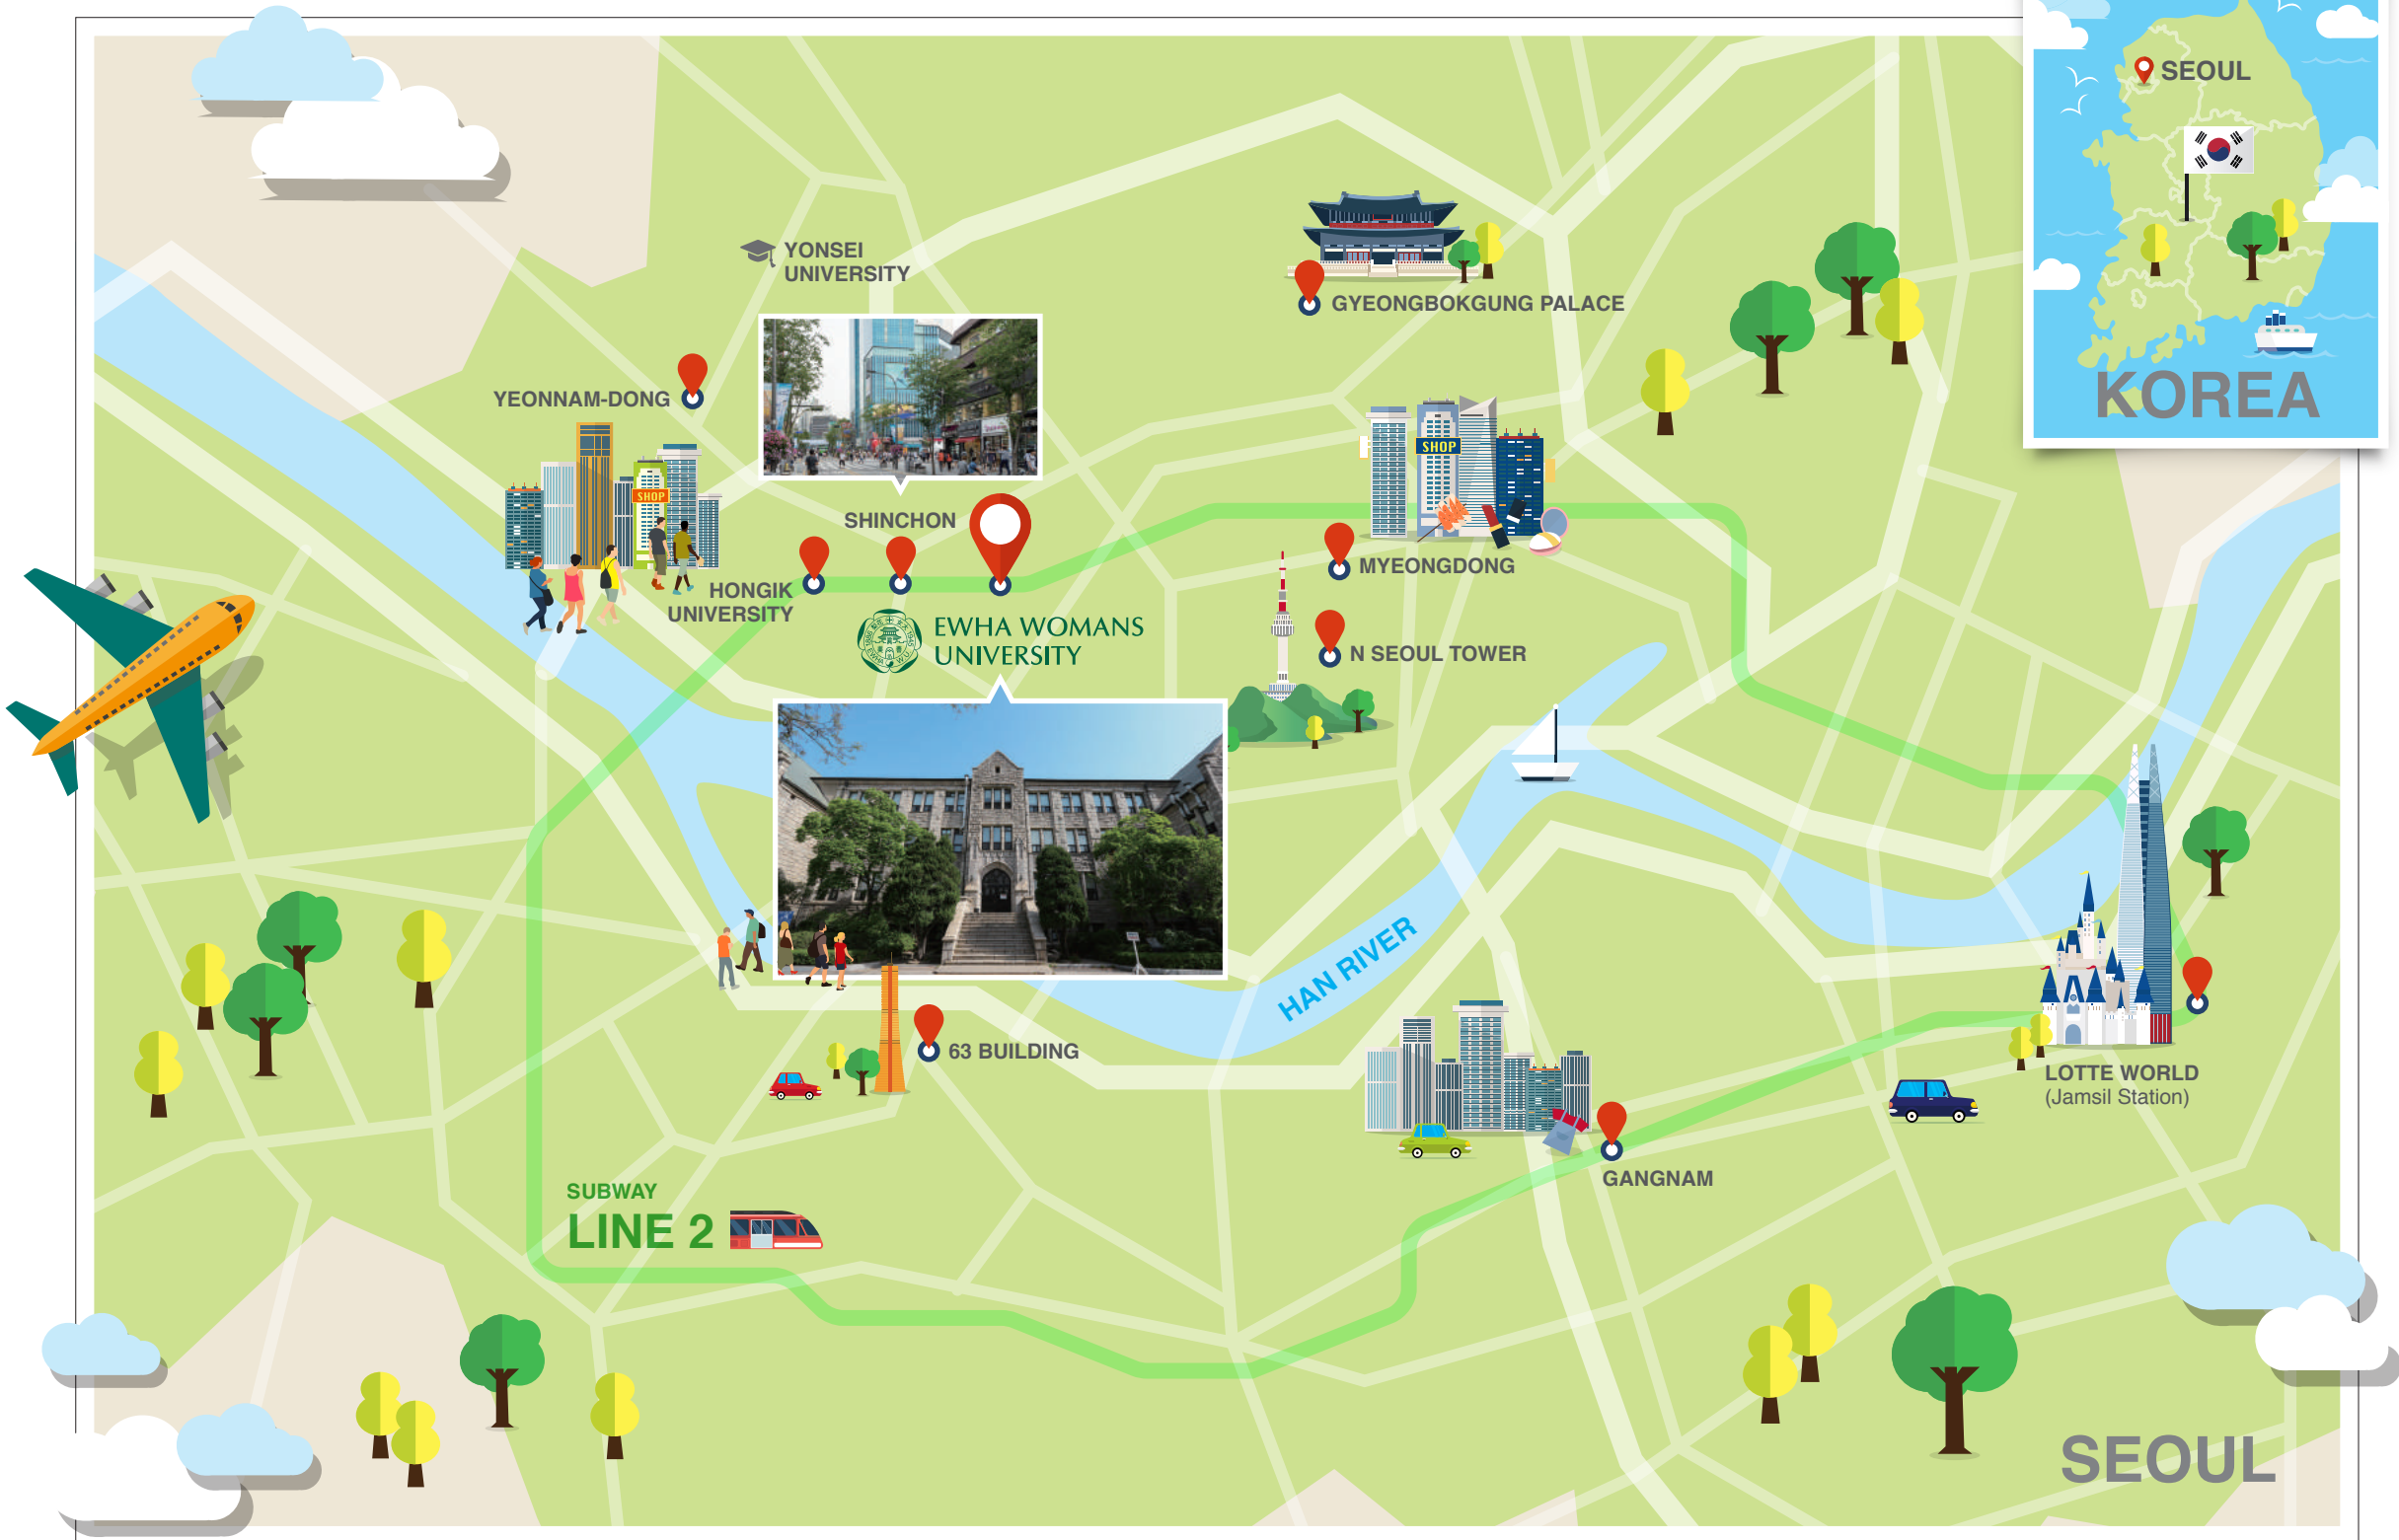 SEOUL
KOREA
YONSEI
UNIVERSITY
GYEONGBOKGUNG PALACE
YEONNAM-DONG
SHOP
SHOP
SHINCHON
HONGIK
UNIVERSITY
MYEONGDONG
EWHA WOMANS
UNIVERSITY
N SEOUL TOWER
HAN RIVER
63 BUILDING
LOTTE WORLD
(Jamsil Station)
GANGNAM
SUBWAY
LINE 2
SEOUL